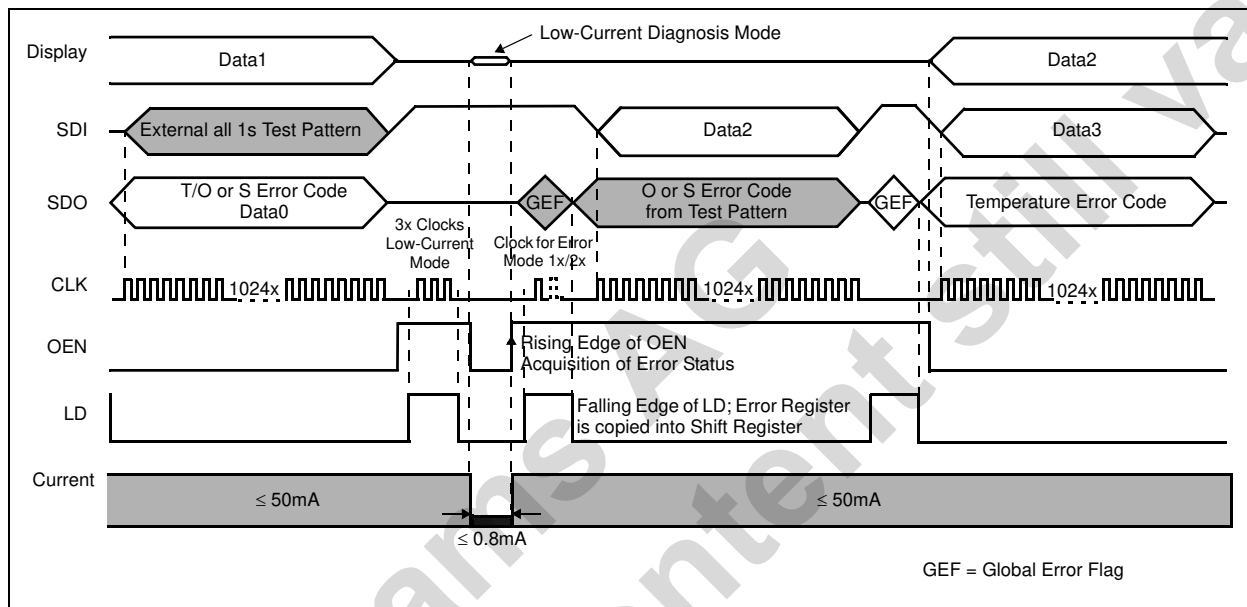 Display
Data1
Low-Current Diagnosis Mode
Data2
SDI
External all 1s Test Pattern
Data2
Data3
SDO
T/O or S Error Code
Data0
GEF
O or S Error Code
from Test Pattern
GEF
Temperature Error Code
3x Clocks
Low-Current
Mode
Clock for Error
Mode 1x/2x
CLK
1024x
1024x
1024x
OEN
Rising Edge of OEN
Acquisition of Error Status
LD
Falling Edge of LD; Error Register
is copied into Shift Register
Current
≤ 50mA
≤ 50mA
≤ 0.8mA
GEF = Global Error Flag
ams AG
still va